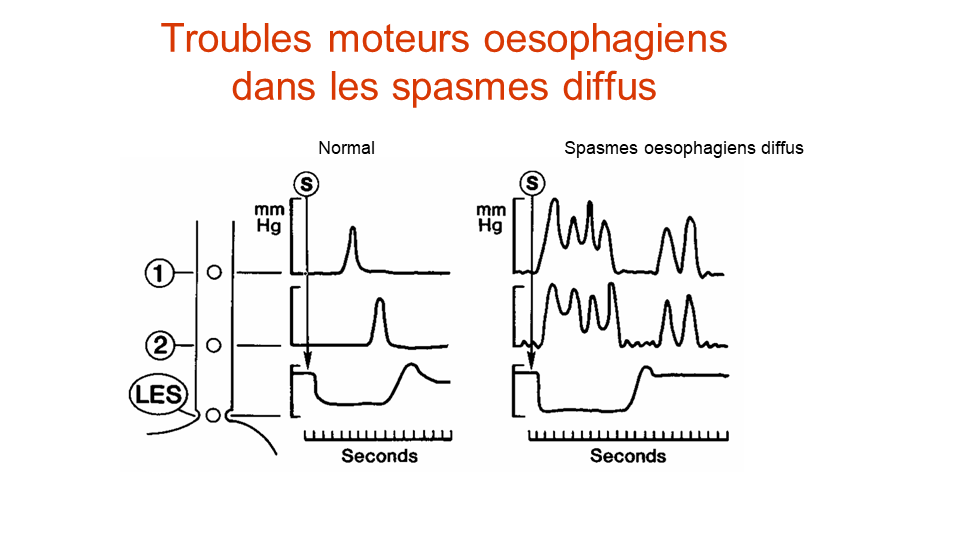 Troubles moteurs oesophagiens
dans les spasmes diffus
Normal
Spasmes oesophagiens diffus
S
S
mm
Hg
mm
Hg
1
2
LES
Seconds
Seconds